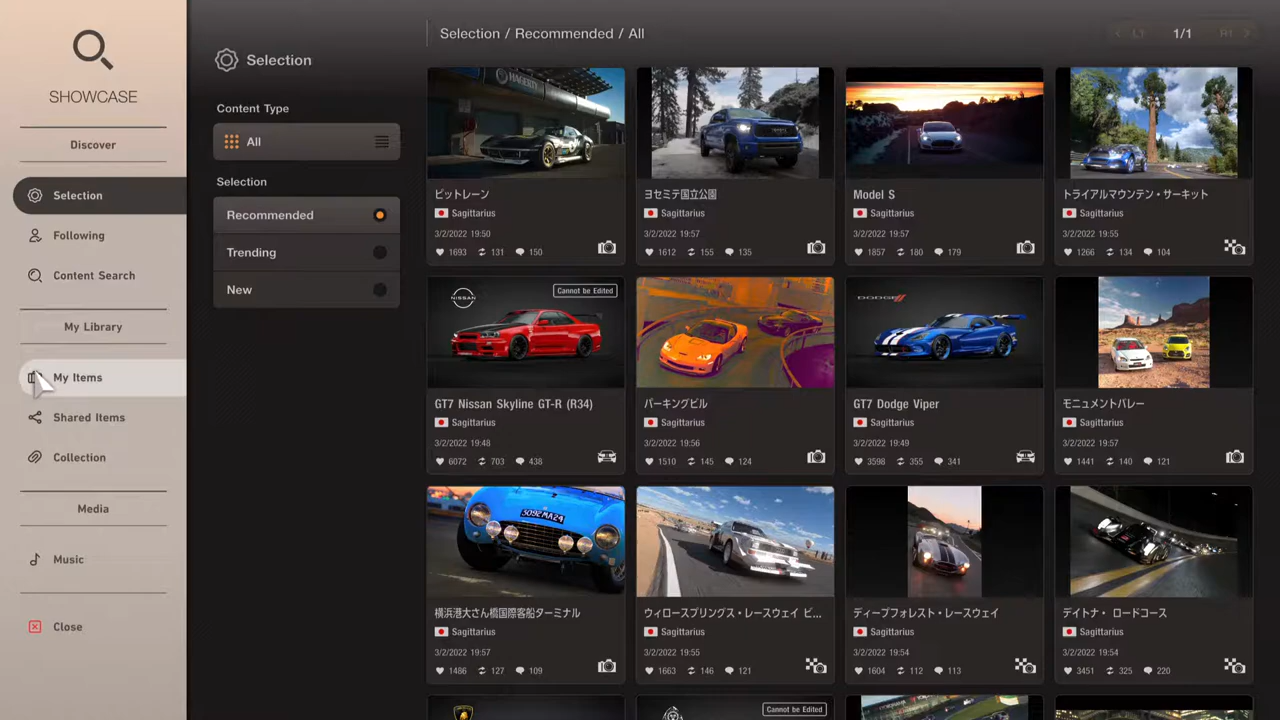 SHOWCASE
Discover
Selection
Following
Content Search
My Library
My Items
Shared Items
Collection
Media
Music
Close
Selection
Content Type
All
Selection
Recommended
Trending
New
Selection / Recommended / All
< L1 1/1 R1 >
HAGERTY
ピットレーン
Sagittarius
3/2/2022 19:50
1693 131 150
ヨセミテ国立公園
Sagittarius
3/2/2022 19:57
1612 155 135
Model S
Sagittarius
3/2/2022 19:57
1857 180 179
トライアルマウンテン・サーキット
Sagittarius
3/2/2022 19:55
1266 134 104
NISSAN
Cannot be Edited
GT7 Nissan Skyline GT-R (R34)
Sagittarius
3/2/2022 19:48
6072 703 438
パーキングビル
Sagittarius
3/2/2022 19:56
1510 145 124
DODGE
GT7 Dodge Viper
Sagittarius
3/2/2022 19:49
3598 355 341
モニュメントバレー
Sagittarius
3/2/2022 19:57
1441 140 121
5092MA24
横浜港大さん橋国際客船ターミナル
Sagittarius
3/2/2022 19:57
1486 127 109
ウィロースプリングス・レースウェイ ビ...
Sagittarius
3/2/2022 19:55
1663 146 121
ディープフォレスト・レースウェイ
Sagittarius
3/2/2022 19:54
1604 112 113
デイトナ・ ロードコース
Sagittarius
3/2/2022 19:54
3451 325 220
Cannot be Edited